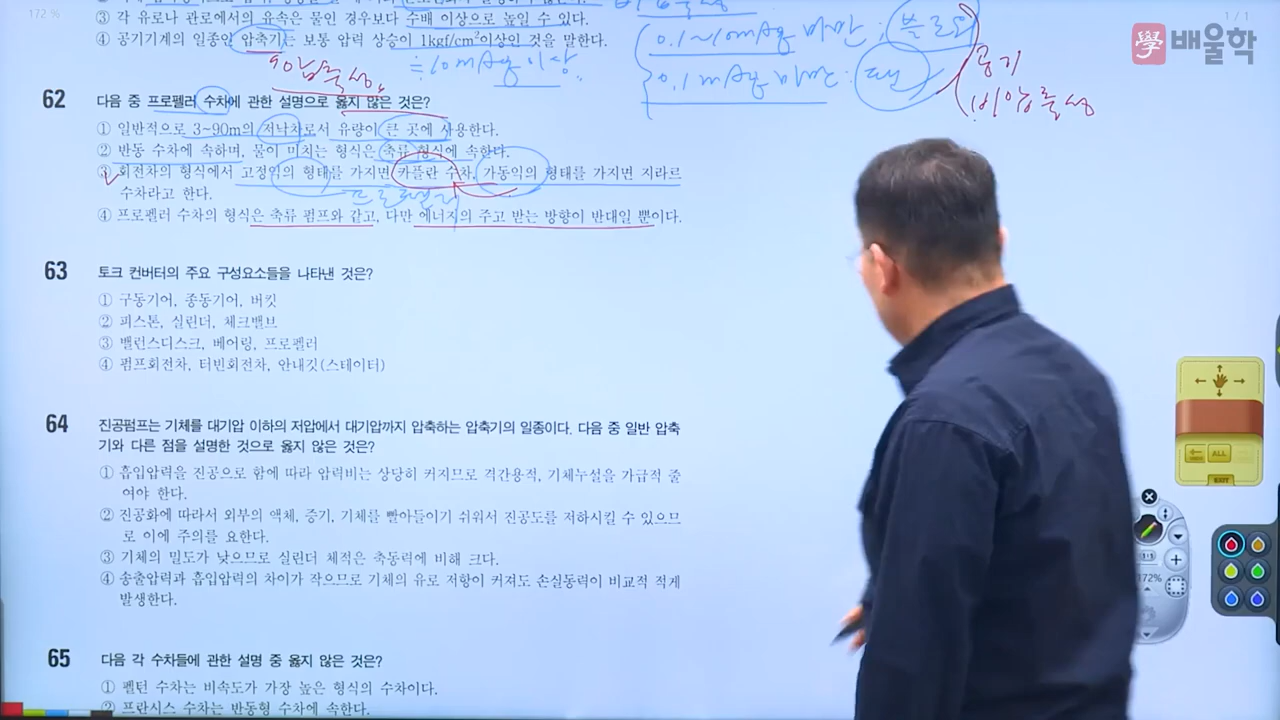 172 %
1 / 1
學 배울학
③ 각 유로나 관로에서의 유속은 물인 경우보다 수배 이상으로 높일 수 있다.
④ 공기기계의 일종인 압축기는 보통 압력 상승이 1kgf/cm²이상인 것을 말한다.
압축성.
≒10mAq 이상.
0.1~10mAq 미만 : 블로워
0.1mAq 미만 : 팬
공기
비압축성
62 다음 중 프로펠러 수차에 관한 설명으로 옳지 않은 것은?
① 일반적으로 3~90m의 저낙차로서 유량이 큰 곳에 사용한다.
② 반동 수차에 속하며, 물이 미치는 형식은 축류 형식에 속한다.
③ 회전차의 형식에서 고정익의 형태를 가지면 카플란 수차, 가동익의 형태를 가지면 지라르
수차라고 한다.
프로펠러
④ 프로펠러 수차의 형식은 축류 펌프와 같고, 다만 에너지의 주고 받는 방향이 반대일 뿐이다.
63 토크 컨버터의 주요 구성요소들을 나타낸 것은?
① 구동기어, 종동기어, 버킷
② 피스톤, 실린더, 체크밸브
③ 밸런스디스크, 베어링, 프로펠러
④ 펌프회전차, 터빈회전차, 안내깃(스테이터)
64 진공펌프는 기체를 대기압 이하의 저압에서 대기압까지 압축하는 압축기의 일종이다. 다음 중 일반 압축
기와 다른 점을 설명한 것으로 옳지 않은 것은?
① 흡입압력을 진공으로 함에 따라 압력비는 상당히 커지므로 격간용적, 기체누설을 가급적 줄
여야 한다.
② 진공화에 따라서 외부의 액체, 증기, 기체를 빨아들이기 쉬워서 진공도를 저하시킬 수 있으므
로 이에 주의를 요한다.
③ 기체의 밀도가 낮으므로 실린더 체적은 축동력에 비해 크다.
④ 송출압력과 흡입압력의 차이가 작으므로 기체의 유로 저항이 커져도 손실동력이 비교적 적게
발생한다.
65 다음 각 수차들에 관한 설명 중 옳지 않은 것은?
① 펠턴 수차는 비속도가 가장 높은 형식의 수차이다.
② 프란시스 수차는 반동형 수차에 속한다.
ALL
EXIT
1:1
172%